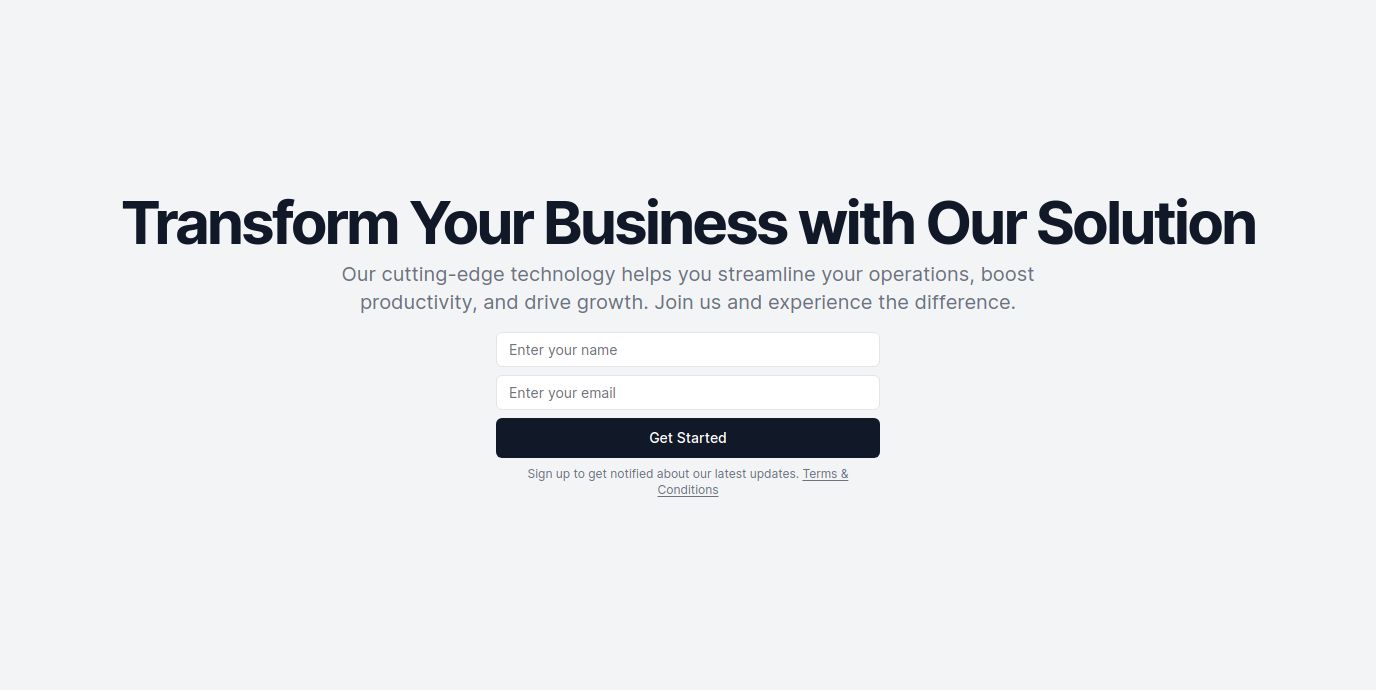 Transform Your Business with Our Solution
Our cutting-edge technology helps you streamline your operations, boost
productivity, and drive growth. Join us and experience the difference.
Enter your name
Enter your email
Get Started
Sign up to get notified about our latest updates. Terms &
Conditions